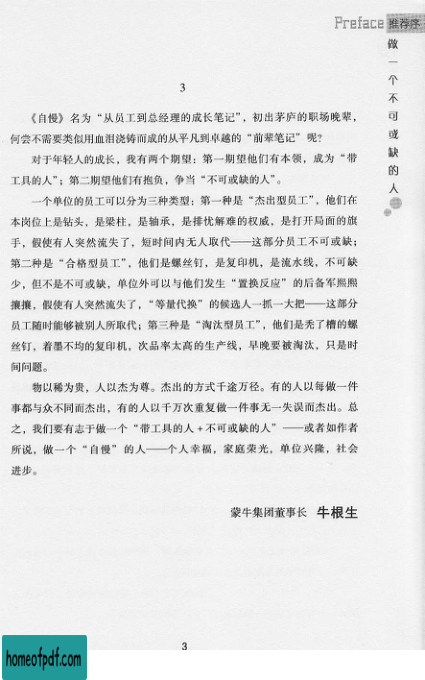 Preface 推荐序
做一个不可或缺的人
3
《自慢》名为“从员工到总经理的成长笔记”，初出茅庐的职场晚辈，
何尝不需要类似用血泪浇铸而成的从平凡到卓越的“前辈笔记”呢？
对于年轻人的成长，我有两个期望：第一期望他们有本领，成为“带
工具的人”；第二期望他们有抱负，争当“不可或缺的人”。
一个单位的员工可以分为三种类型：第一种是“杰出型员工”，他们在
本岗位上是钻头，是梁柱，是轴承，是排忧解难的权威，是打开局面的旗
手，假使有人突然流失了，短时间内无人取代——这部分员工不可或缺；
第二种是“合格型员工”，他们是螺丝钉，是复印机，是流水线，不可缺
少，但不是不可或缺，单位外可以与他们发生“置换反应”的后备军熙熙
攘攘，假使有人突然流失了，“等量代换”的候选人一抓一大把——这部分
员工随时能够被别人所取代；第三种是“淘汰型员工”，他们是秃了槽的螺
丝钉，着墨不均的复印机，次品率太高的生产线，早晚要被淘汰，只是时
间问题。
物以稀为贵，人以杰为尊。杰出的方式千途万径。有的人以每做一件
事都与众不同而杰出，有的人以千万次重复做一件事无一失误而杰出。总
之，我们要有志于做一个“带工具的人+不可或缺的人”——或者如作者
所说，做一个“自慢”的人——个人幸福，家庭荣光，单位兴隆，社会
进步。
蒙牛集团董事长 牛根生
3
homeofpdf.com